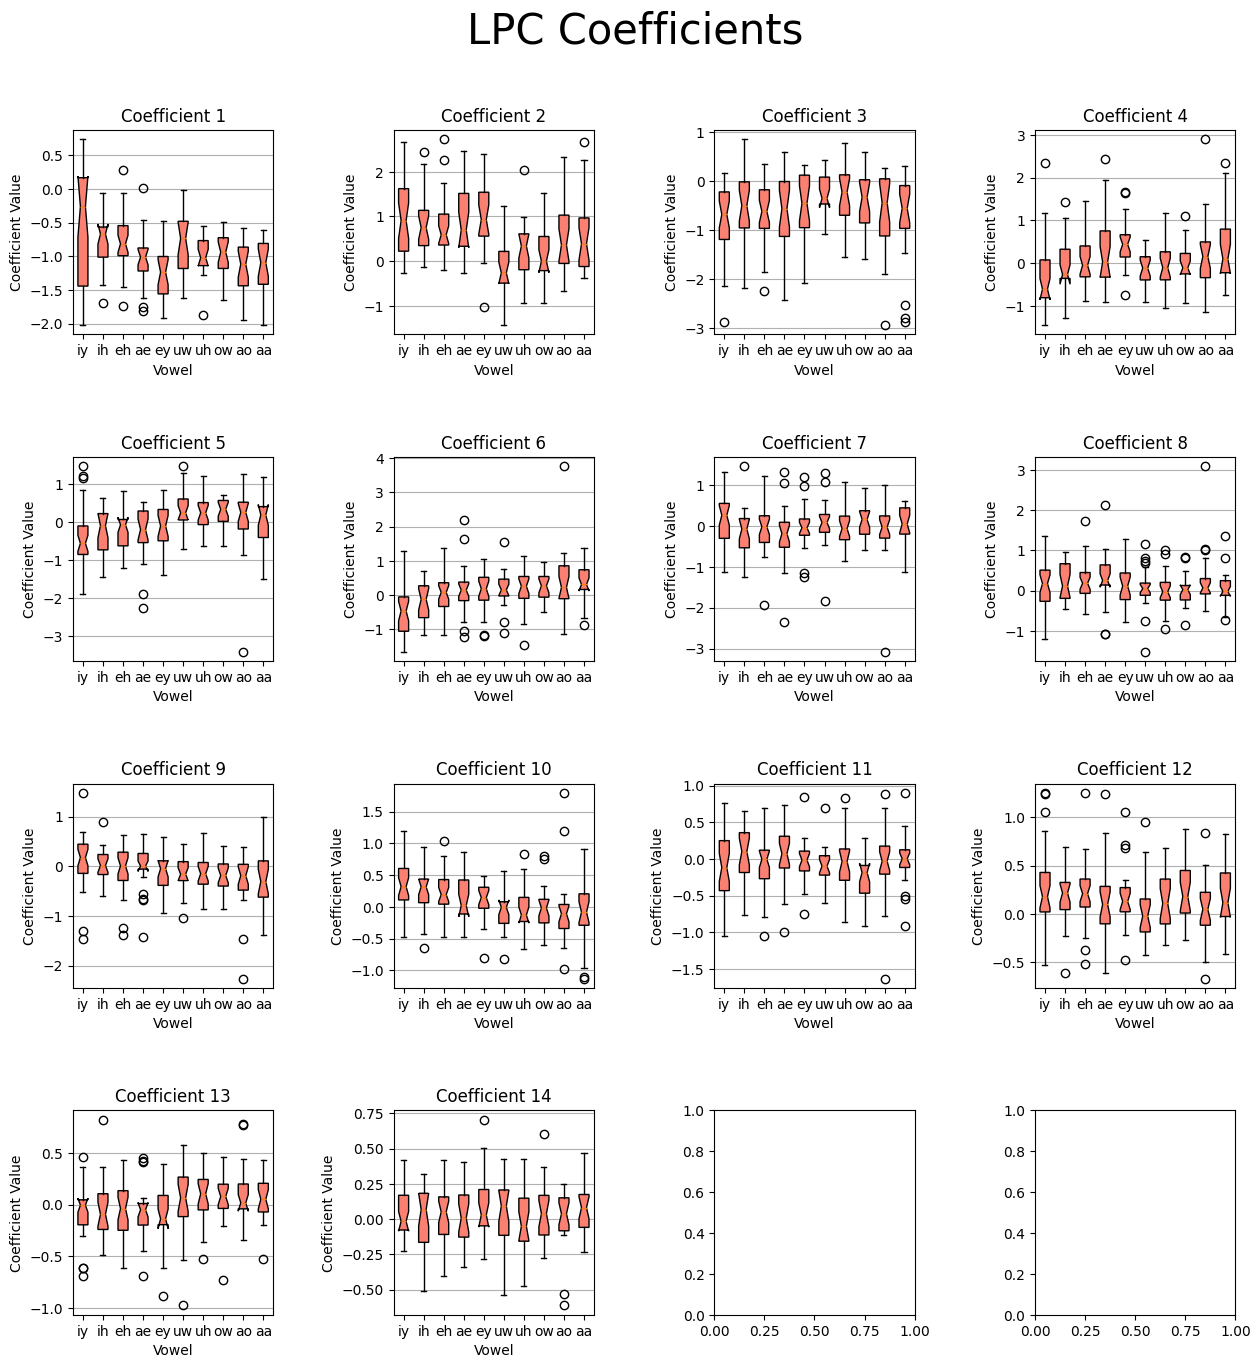 LPC Coefficients
Coefficient 1
Coefficient Value
0.5
0.0
−0.5
−1.0
−1.5
−2.0
iy ih eh ae ey uw uh ow ao aa
Vowel
Coefficient 2
Coefficient Value
2
1
0
−1
iy ih eh ae ey uw uh ow ao aa
Vowel
Coefficient 3
Coefficient Value
1
0
−1
−2
−3
iy ih eh ae ey uw uh ow ao aa
Vowel
Coefficient 4
Coefficient Value
3
2
1
0
−1
iy ih eh ae ey uw uh ow ao aa
Vowel
Coefficient 5
Coefficient Value
1
0
−1
−2
−3
iy ih eh ae ey uw uh ow ao aa
Vowel
Coefficient 6
Coefficient Value
4
3
2
1
0
−1
iy ih eh ae ey uw uh ow ao aa
Vowel
Coefficient 7
Coefficient Value
1
0
−1
−2
−3
iy ih eh ae ey uw uh ow ao aa
Vowel
Coefficient 8
Coefficient Value
3
2
1
0
−1
iy ih eh ae ey uw uh ow ao aa
Vowel
Coefficient 9
Coefficient Value
1
0
−1
−2
iy ih eh ae ey uw uh ow ao aa
Vowel
Coefficient 10
Coefficient Value
1.5
1.0
0.5
0.0
−0.5
−1.0
iy ih eh ae ey uw uh ow ao aa
Vowel
Coefficient 11
Coefficient Value
1.0
0.5
0.0
−0.5
−1.0
−1.5
iy ih eh ae ey uw uh ow ao aa
Vowel
Coefficient 12
Coefficient Value
1.0
0.5
0.0
−0.5
iy ih eh ae ey uw uh ow ao aa
Vowel
Coefficient 13
Coefficient Value
0.5
0.0
−0.5
−1.0
iy ih eh ae ey uw uh ow ao aa
Vowel
Coefficient 14
Coefficient Value
0.75
0.50
0.25
0.00
−0.25
−0.50
iy ih eh ae ey uw uh ow ao aa
Vowel
1.0
0.8
0.6
0.4
0.2
0.0
0.00 0.25 0.50 0.75 1.00
1.0
0.8
0.6
0.4
0.2
0.0
0.00 0.25 0.50 0.75 1.00